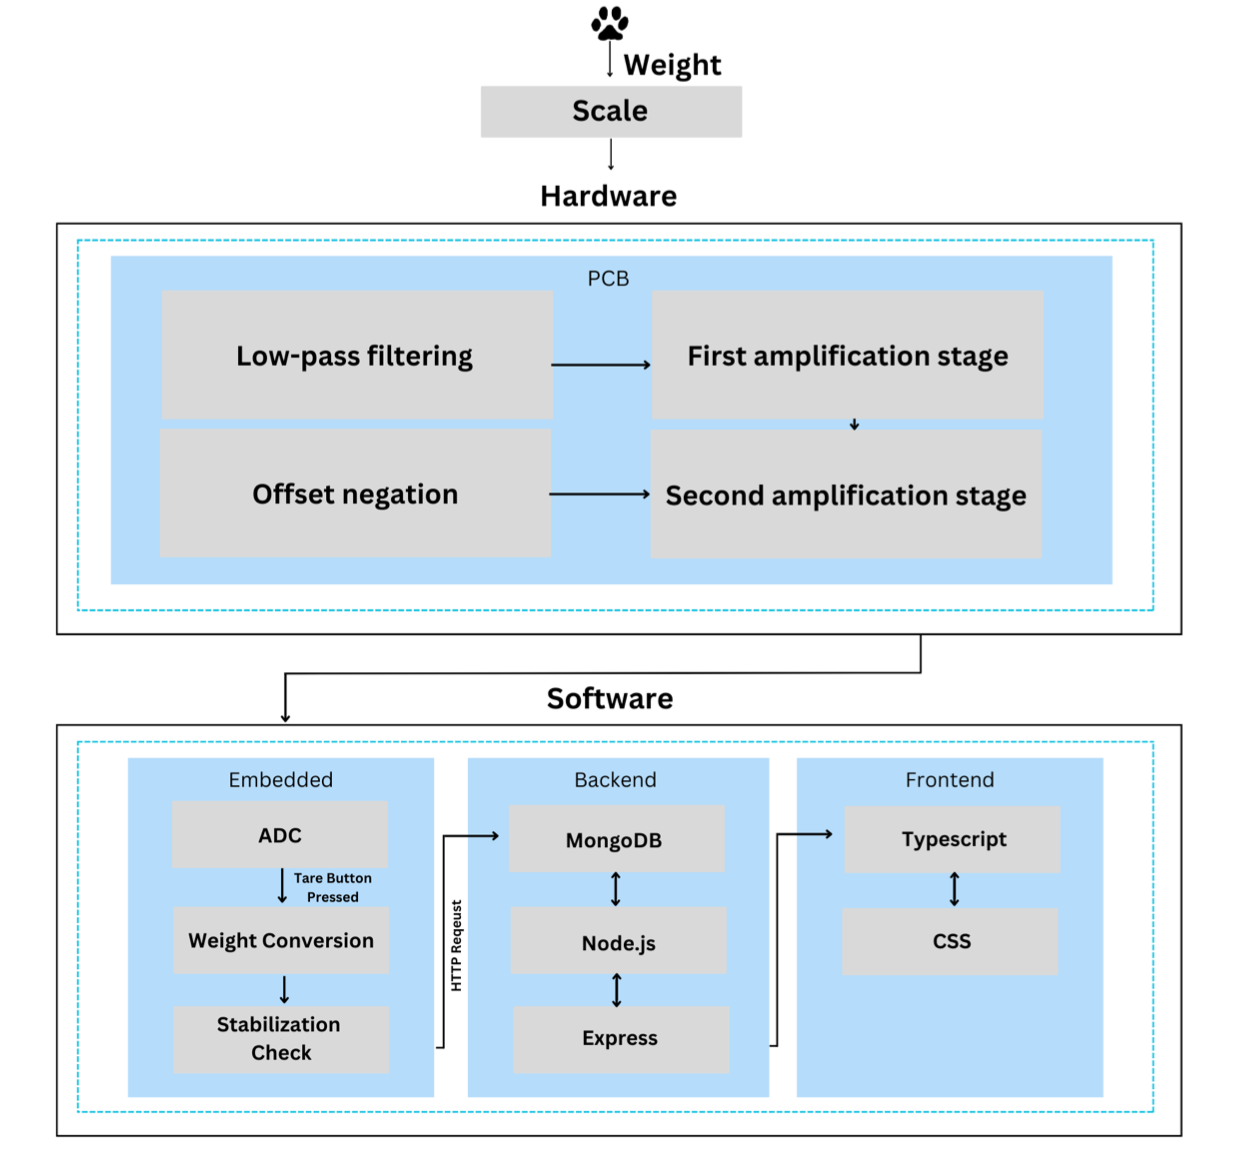 Weight
Scale
Hardware
PCB
Low-pass filtering
First amplification stage
Offset negation
Second amplification stage
Software
Embedded
ADC
Tare Button
Pressed
Weight Conversion
Stabilization
Check
HTTP Reqeust
Backend
MongoDB
Node.js
Express
Frontend
Typescript
CSS